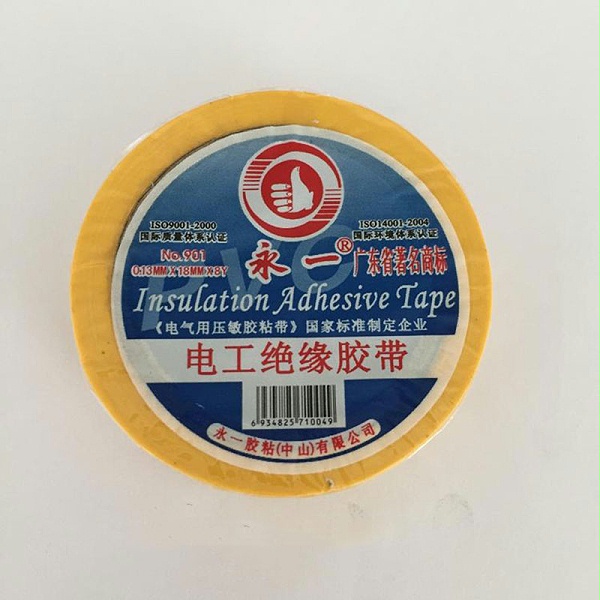 ISO9001-2000
国际质量体系认证
ISO14001-2004
国际环境体系认证
No.901
0.13MM×18MM×8Y
永一®
广东省著名商标
PVC
Insulation Adhesive Tape
《电气用压敏胶粘带》国家标准制定企业
电工绝缘胶带
6 934825 710049
永一胶粘(中山)有限公司